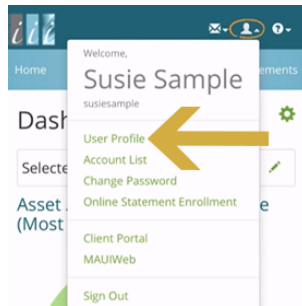 iii
Home
ements
Welcome,
Susie Sample
susiesample
Dash
User Profile
Selecte
Account List
Change Password
Online Statement Enrollment
Asset
e
(Most
Client Portal
MAUIWeb
Sign Out